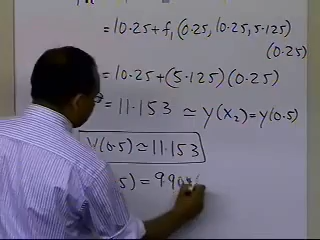 = 10.25 + f₁ (0.25, 10.25, 5.125)
(0.25)
= 10.25 + (5.125) (0.25)
= 11.153 ≃ y(x₂) = y(0.5)
y(0.5) ≃ 11.153
5) = 990